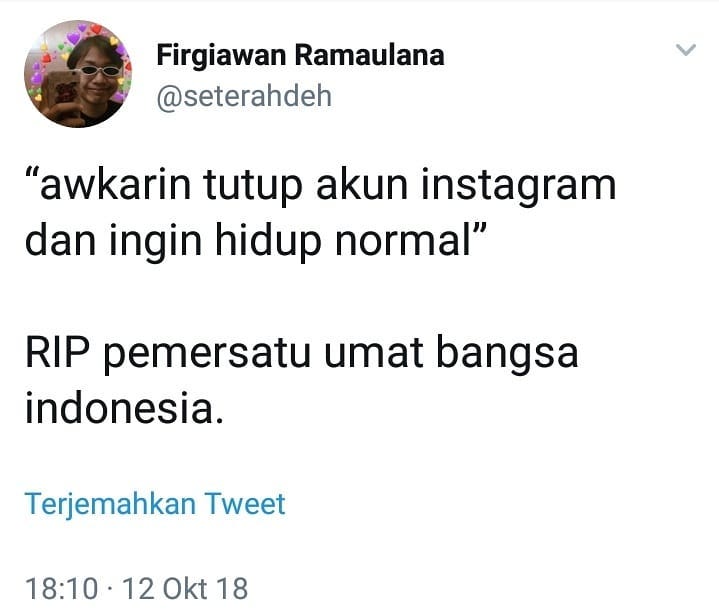 Firgiawan Ramaulana
@seterahdeh
“awkarin tutup akun instagram
dan ingin hidup normal”
RIP pemersatu umat bangsa
indonesia.
Terjemahkan Tweet
18:10 · 12 Okt 18